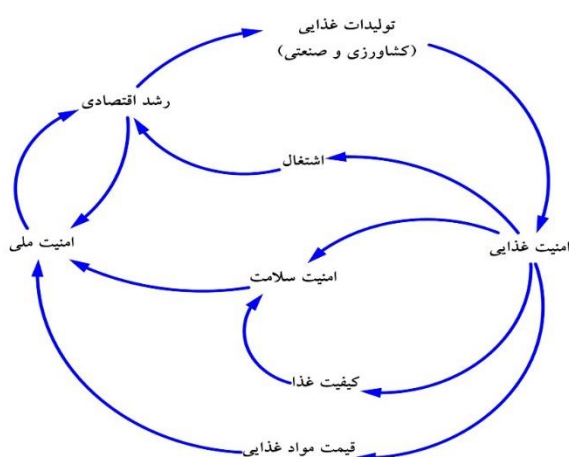 تولیدات غذایی
(کشاورزی و صنعتی)
رشد اقتصادی
اشتغال
امنیت غذایی
امنیت ملی
امنیت سلامت
کیفیت غذا
قیمت مواد غذایی